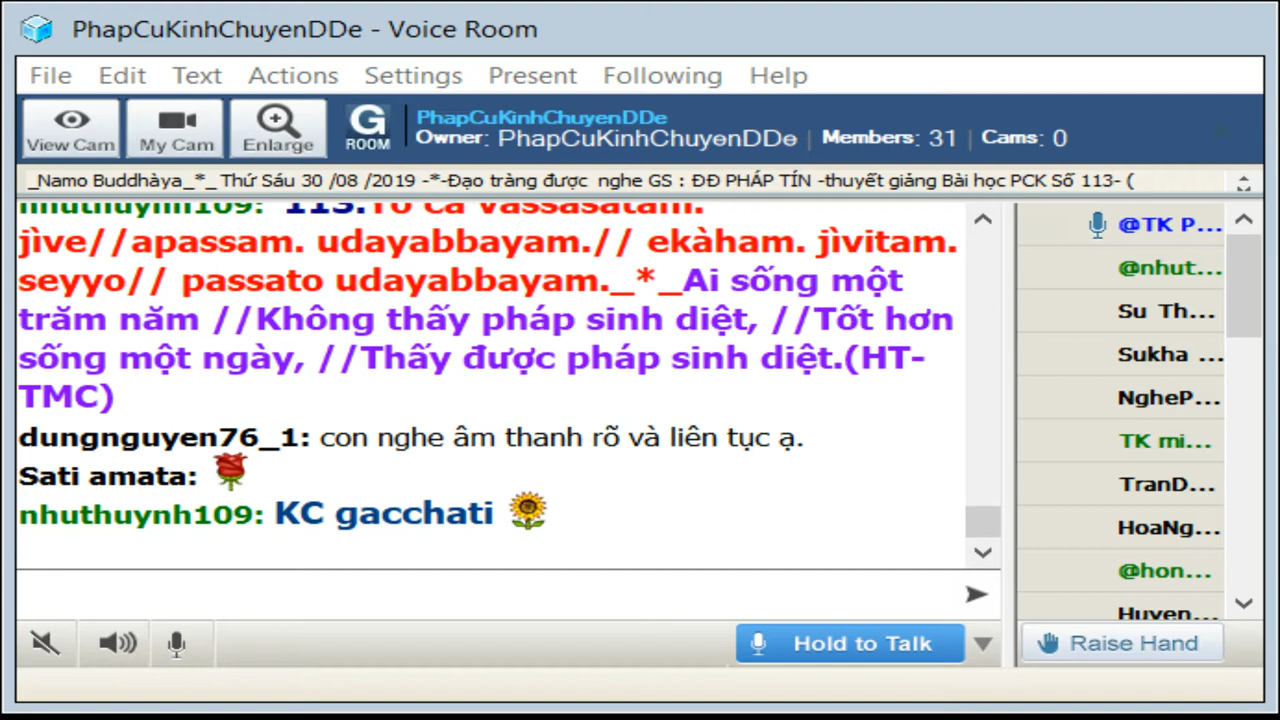 PhapCuKinhChuyenDDe - Voice Room
File Edit Text Actions Settings Present Following Help
View Cam My Cam Enlarge G ROOM
PhapCuKinhChuyenDDe
Owner: PhapCuKinhChuyenDDe | Members: 31 | Cams: 0
_Namo Buddhàya_*_ Thứ Sáu 30 /08 /2019 -*-Đạo tràng được nghe GS : ĐĐ PHÁP TÍN -thuyết giảng Bài học PCK Số 113- (
nhuthuynh109: 113.Yo ca vassasatam.
jìve//apassam. udayabbayam.// ekàham. jìvitam.
seyyo// passato udayabbayam._*_Ai sống một
trăm năm //Không thấy pháp sinh diệt, //Tốt hơn
sống một ngày, //Thấy được pháp sinh diệt.(HT-
TMC)
dungnguyen76_1: con nghe âm thanh rõ và liên tục ạ.
Sati amata:
nhuthuynh109: KC gacchati
@TK P...
@nhut...
Su Th...
Sukha ...
NgheP...
TK mi...
TranD...
HoaNg...
@hon...
Huyen...
Hold to Talk
Raise Hand